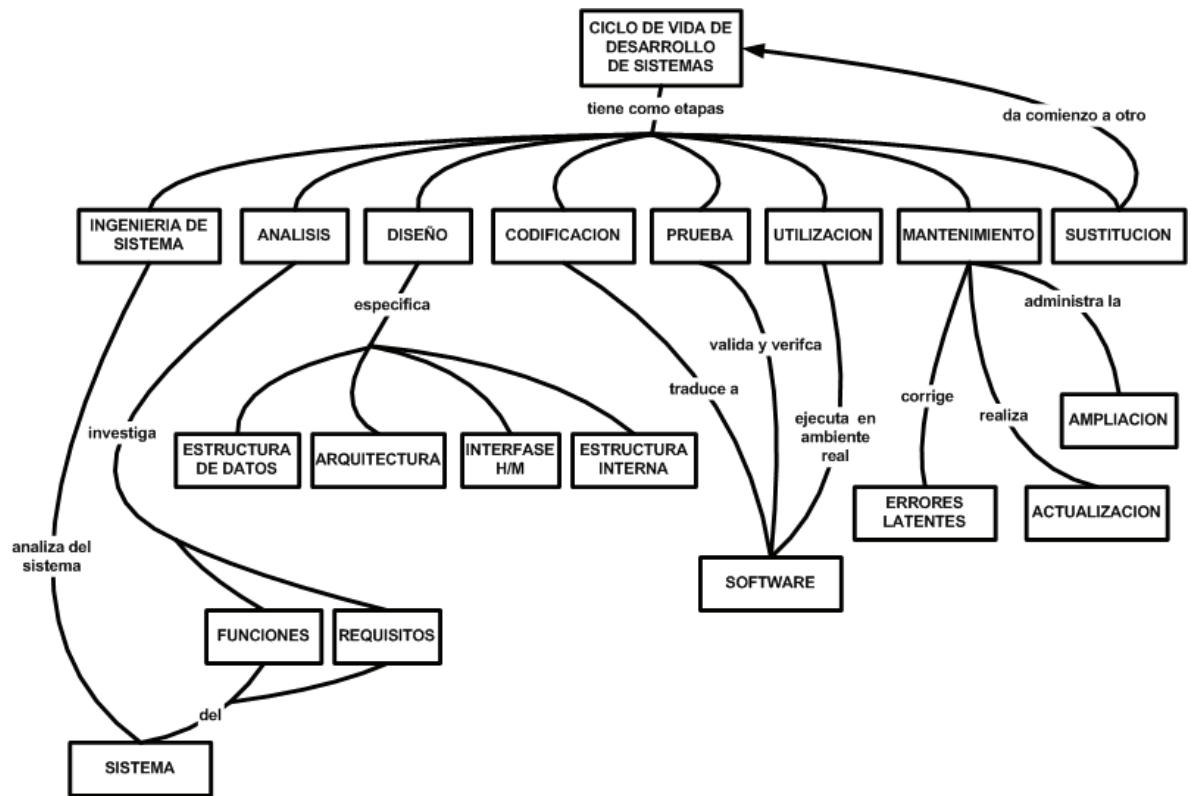 CICLO DE VIDA DE
DESARROLLO
DE SISTEMAS
tiene como etapas
da comienzo a otro
INGENIERIA DE
SISTEMA
ANALISIS
DISEÑO
CODIFICACION
PRUEBA
UTILIZACION
MANTENIMIENTO
SUSTITUCION
especifica
administra la
valida y verifca
traduce a
corrige
realiza
ejecuta en
ambiente
real
AMPLIACION
investiga
ESTRUCTURA
DE DATOS
ARQUITECTURA
INTERFASE
H/M
ESTRUCTURA
INTERNA
ERRORES
LATENTES
ACTUALIZACION
analiza del
sistema
SOFTWARE
FUNCIONES
REQUISITOS
del
SISTEMA